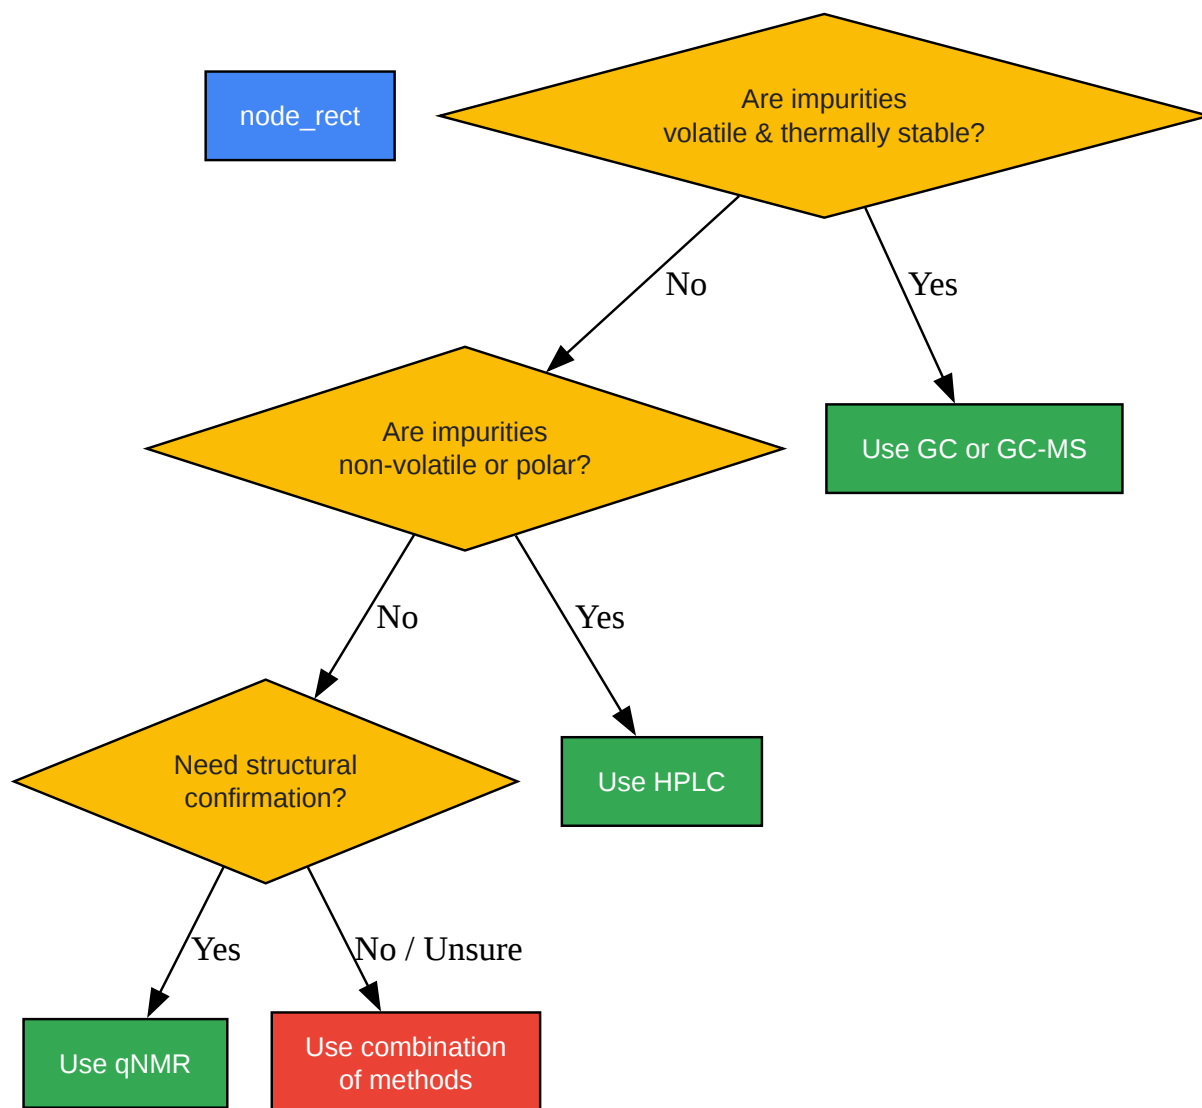 node_rect
Are impurities
volatile & thermally stable?
No
Yes
Are impurities
non-volatile or polar?
Use GC or GC-MS
No
Yes
Need structural
confirmation?
Use HPLC
Yes
No / Unsure
Use qNMR
Use combination
of methods